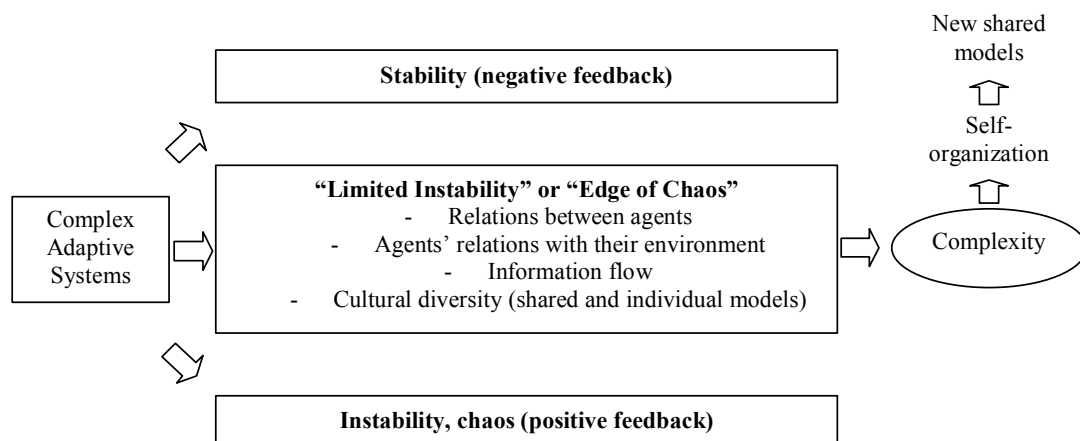 New shared
models
Stability (negative feedback)
Self-
organization
“Limited Instability” or “Edge of Chaos”
- Relations between agents
- Agents’ relations with their environment
- Information flow
- Cultural diversity (shared and individual models)
Complex
Adaptive
Systems
Complexity
Instability, chaos (positive feedback)